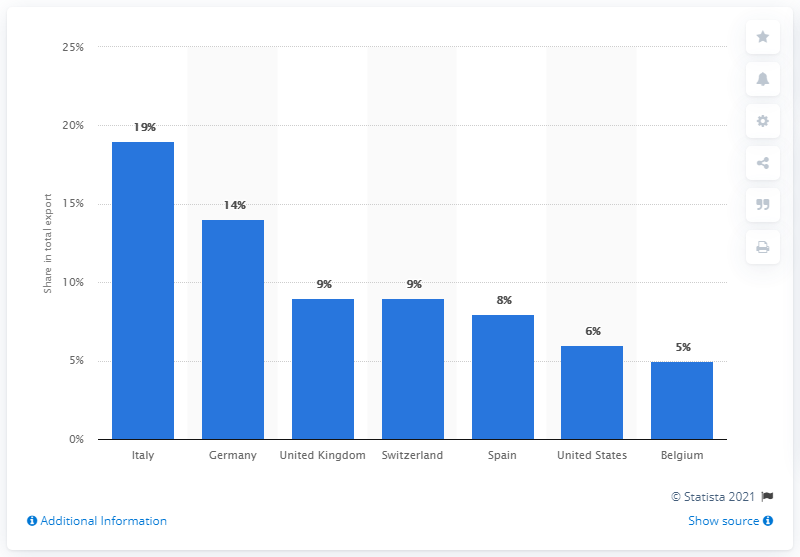 25%
20%
15%
10%
5%
0%
Share in total export
19%
14%
9%
9%
8%
6%
5%
Italy
Germany
United Kingdom
Switzerland
Spain
United States
Belgium
© Statista 2021
Additional Information
Show source